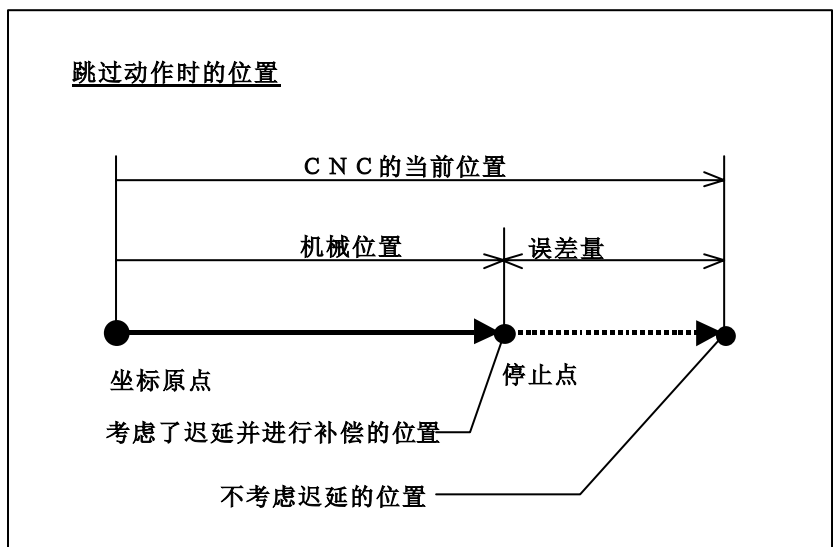 跳过动作时的位置
ＣＮＣ的当前位置
机械位置
误差量
坐标原点
停止点
考虑了迟延并进行补偿的位置
不考虑迟延的位置